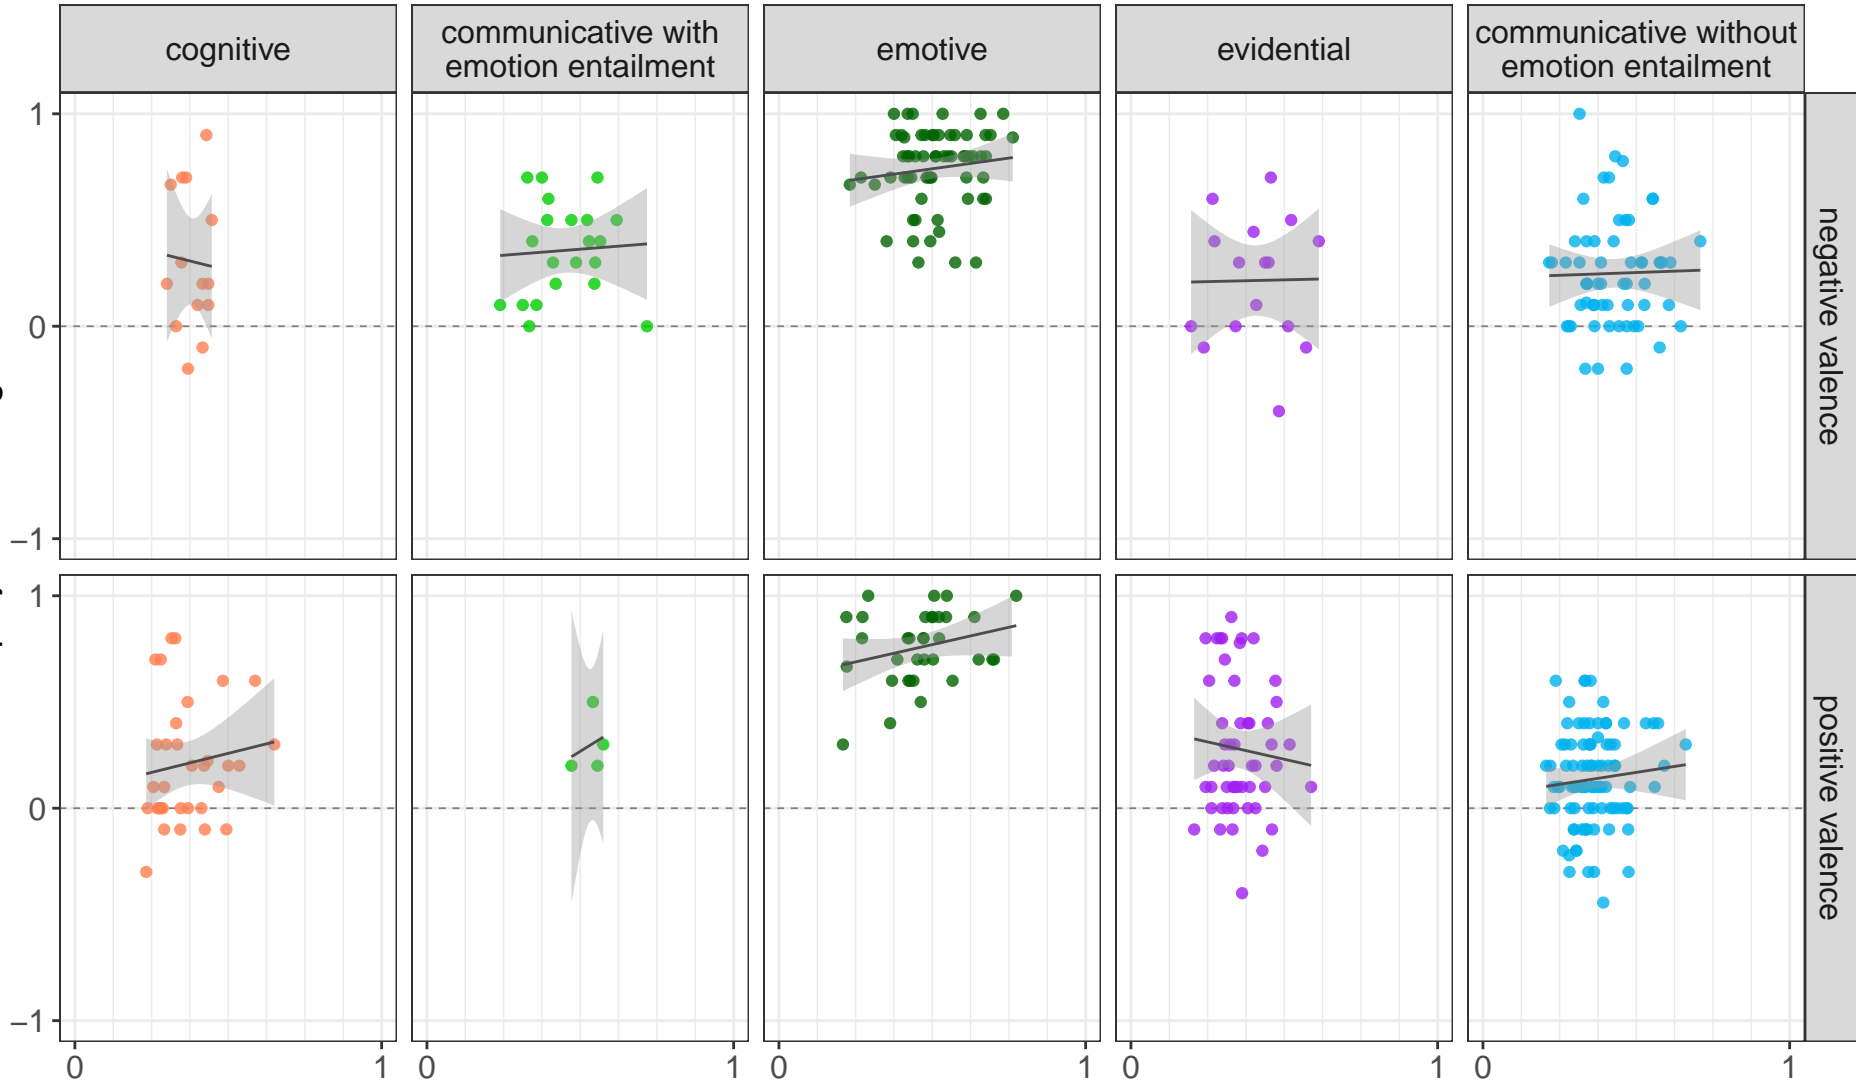 cognitive
communicative with
emotion entailment
emotive
evidential
communicative without
emotion entailment
1
0
−1
negative valence
1
0
−1
positive valence
0 1 0 1 0 1 0 1 0 1